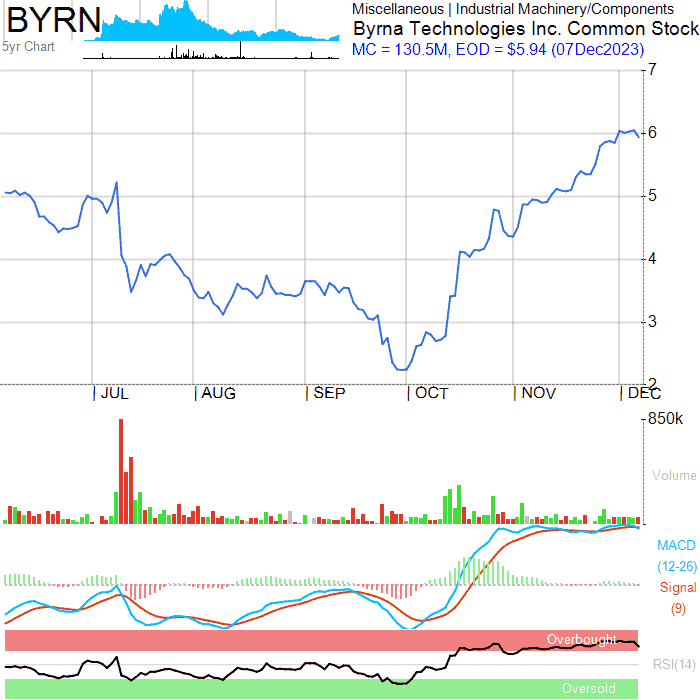 BYRN
5yr Chart
Miscellaneous | Industrial Machinery/Components
Byrna Technologies Inc. Common Stock
MC = 130.5M, EOD = $5.94 (07Dec2023)
7
6
5
4
3
2
JUL
AUG
SEP
OCT
NOV
DEC
850k
Volume
MACD
(12-26)
Signal
(9)
Overbought
RSI(14)
Oversold